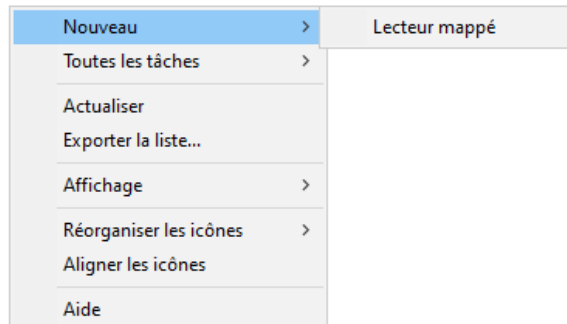 Nouveau
Lecteur mappé
Toutes les tâches
Actualiser
Exporter la liste...
Affichage
Réorganiser les icônes
Aligner les icônes
Aide